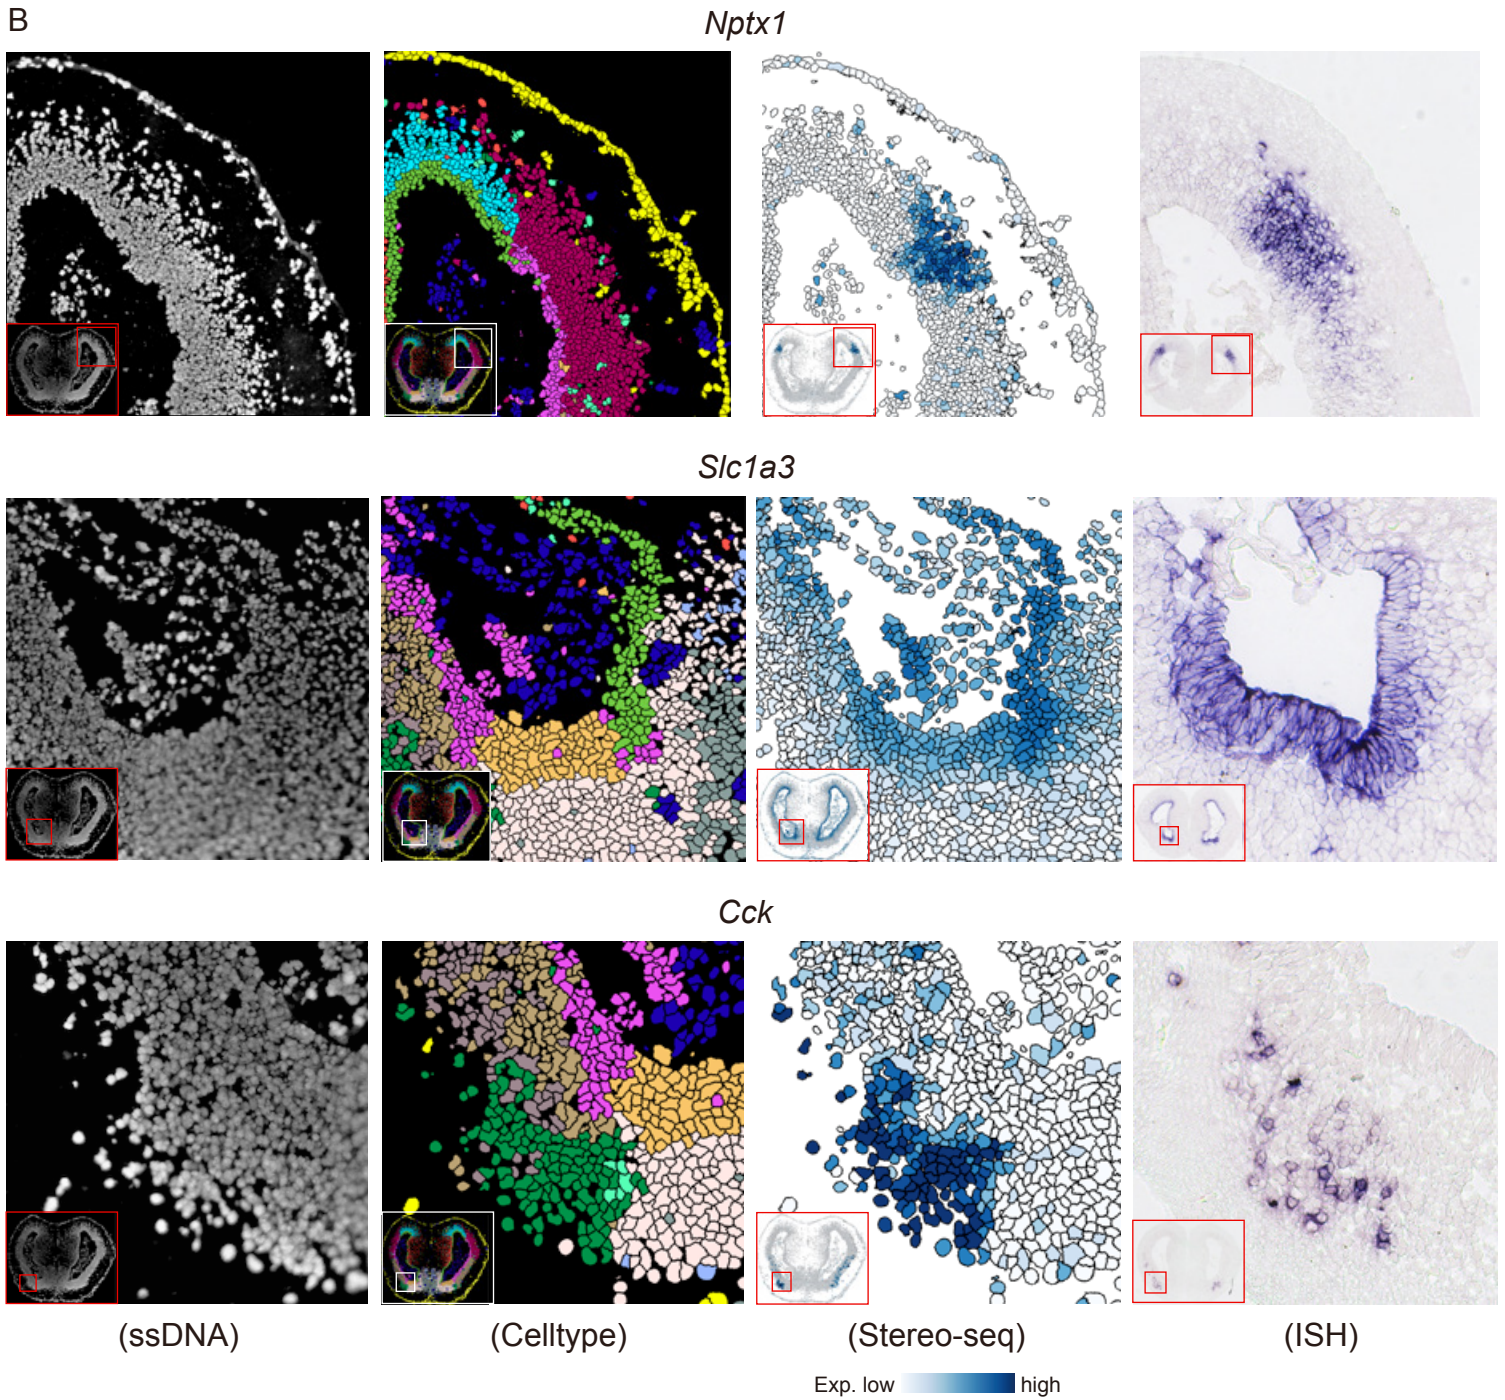 B
Nptx1
Slc1a3
Cck
(ssDNA) (Celltype) (Stereo-seq) (ISH)
Exp. low high